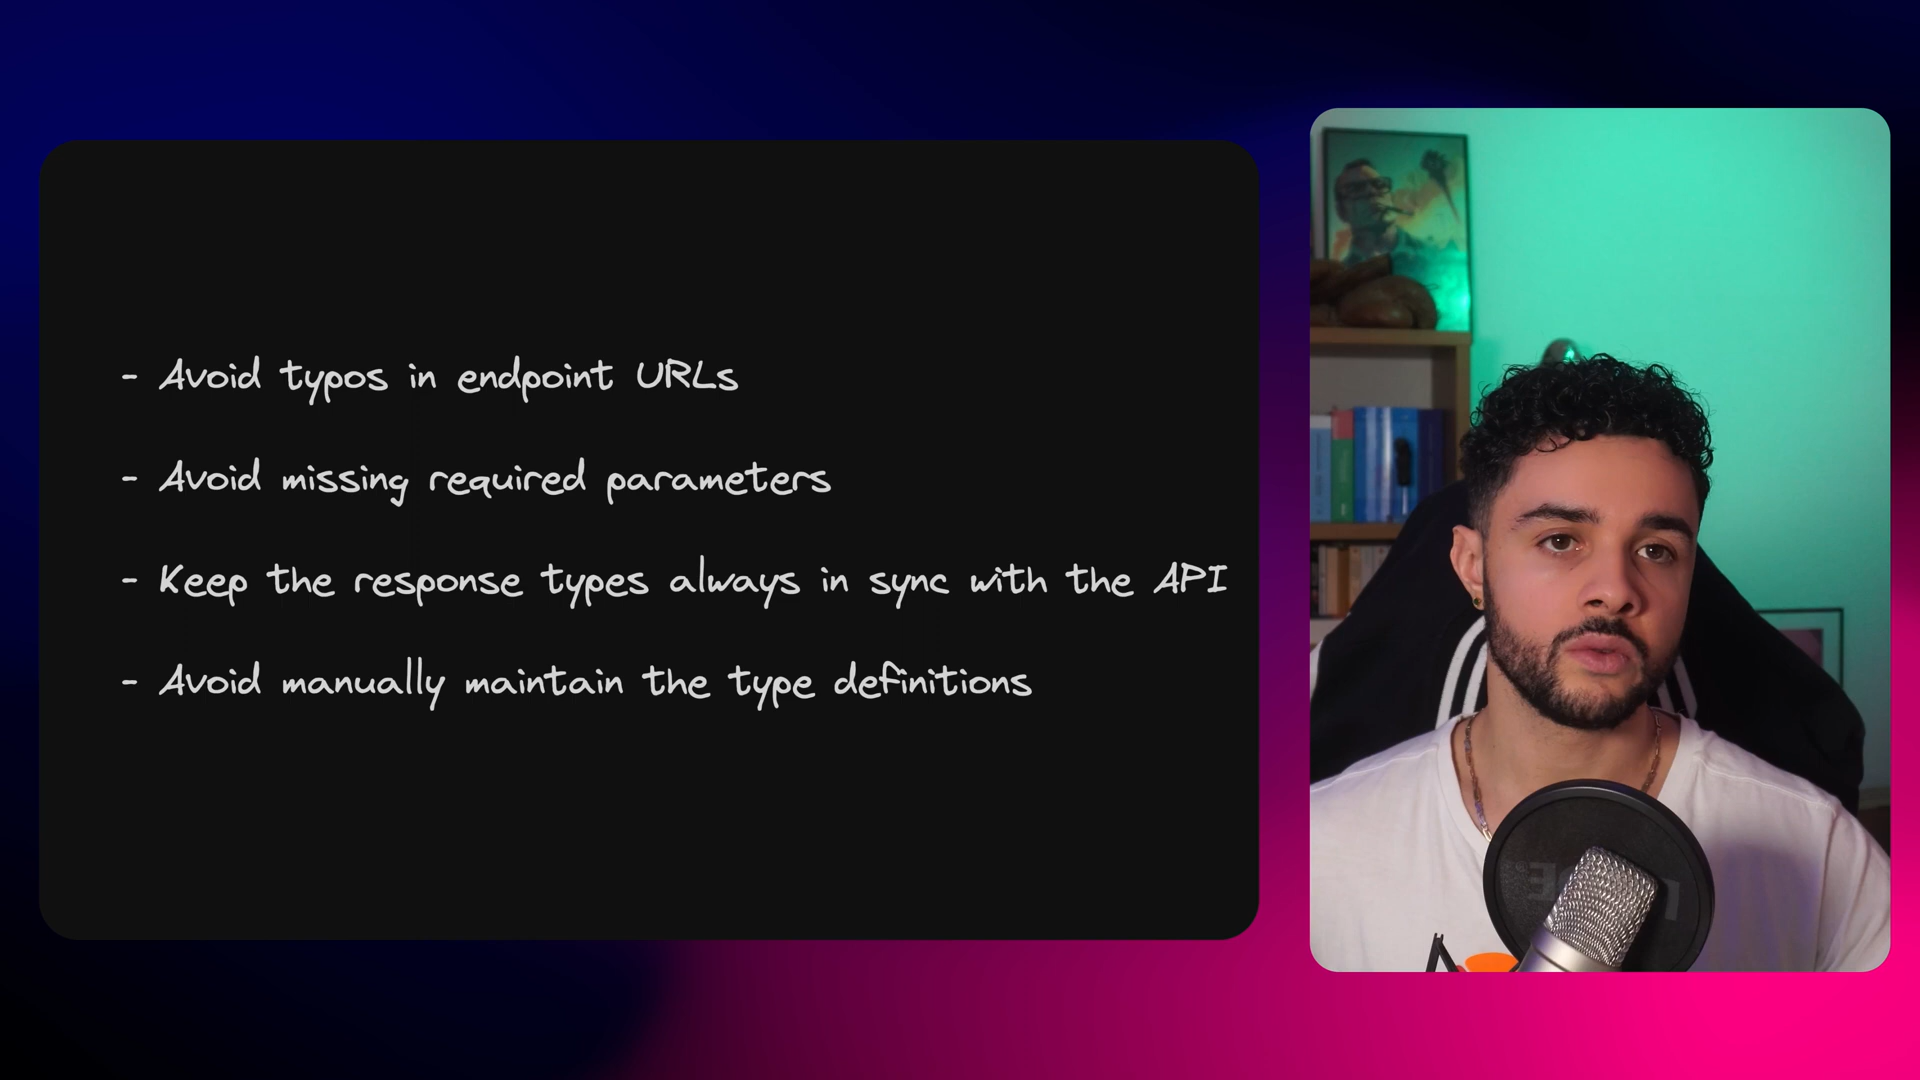 - Avoid typos in endpoint URLs
- Avoid missing required parameters
- Keep the response types always in sync with the API
- Avoid manually maintain the type definitions